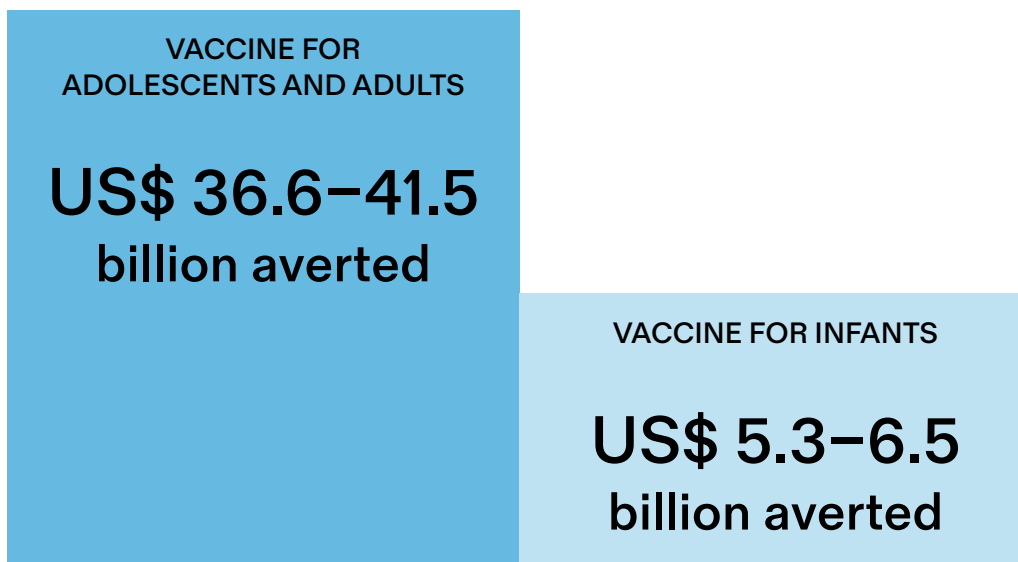 VACCINE FOR
ADOLESCENTS AND ADULTS
US$ 36.6–41.5
billion averted
VACCINE FOR INFANTS
US$ 5.3–6.5
billion averted